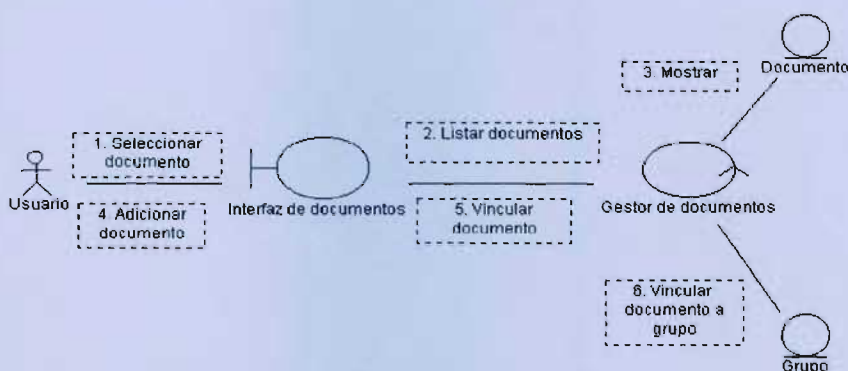 3. Mostrar
Documento
1. Seleccionar
documento
2. Listar documentos
Usuario
4. Adicionar
documento
Interfaz de documentos
5. Vincular
documento
Gestor de documentos
6. Vincular
documento a
grupo
Grupo